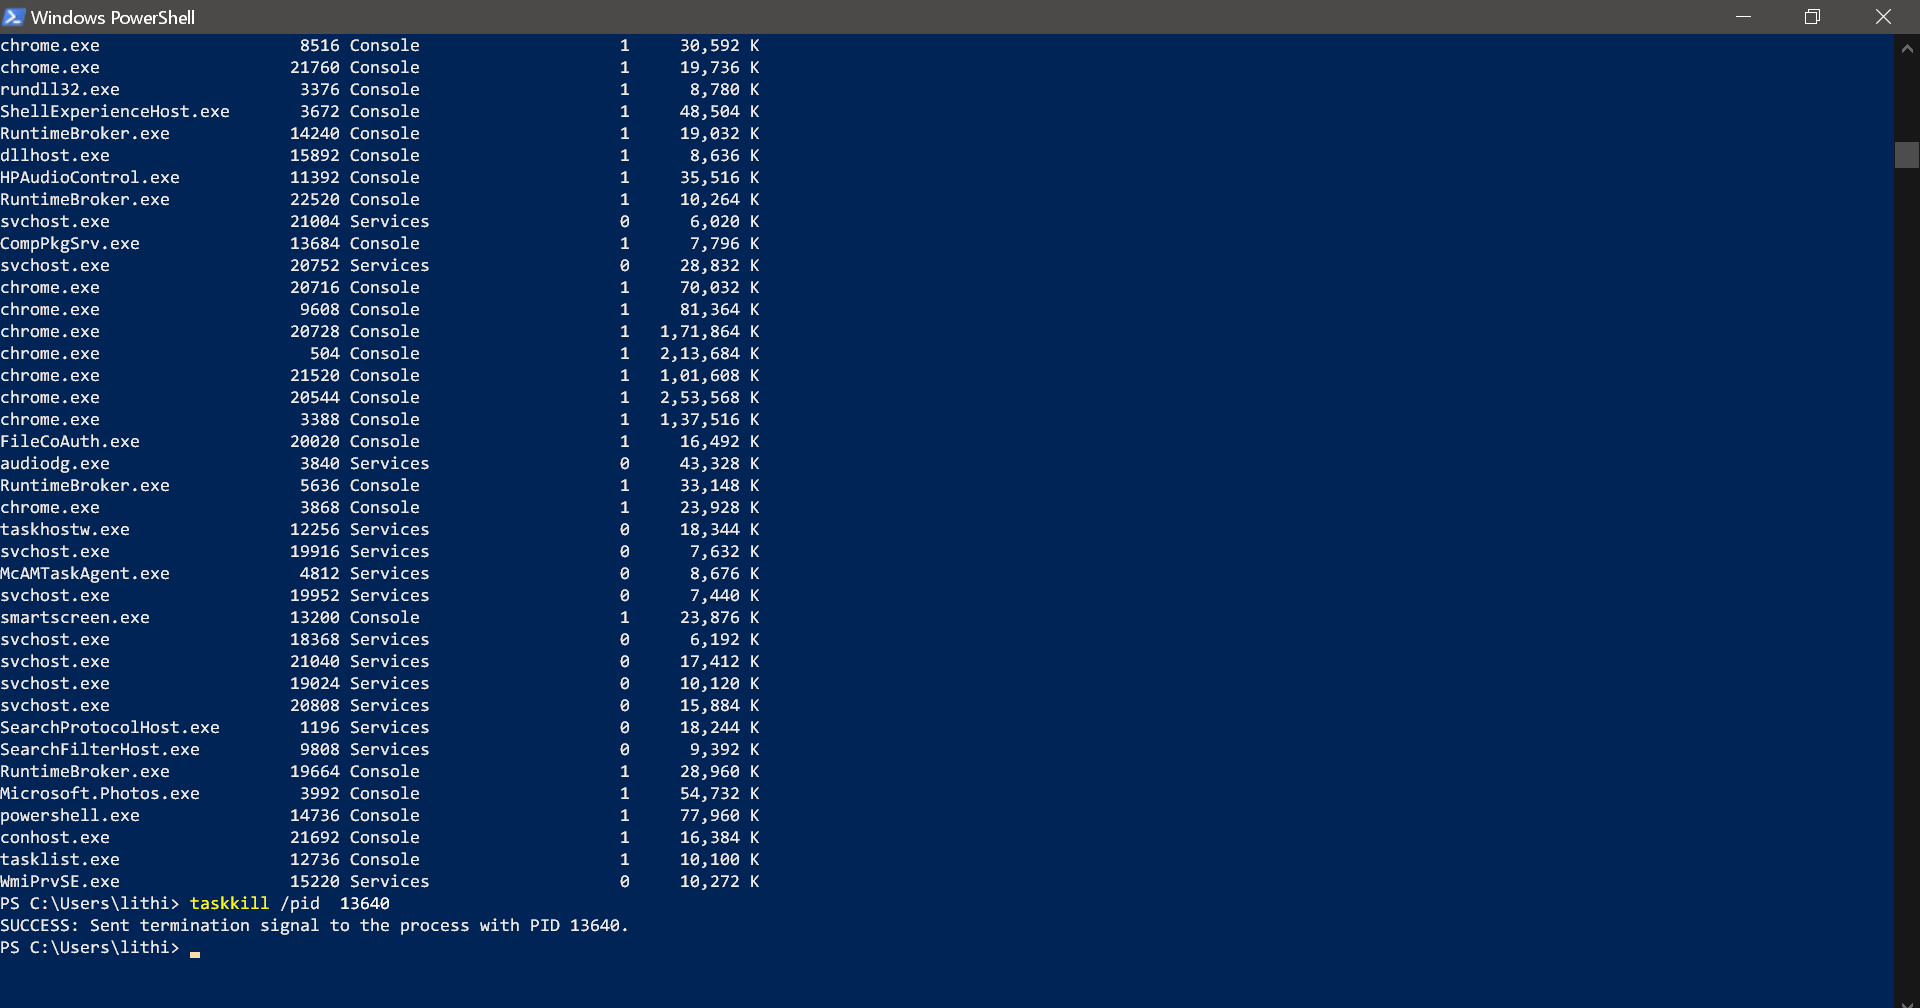 Windows PowerShell
chrome.exe 8516 Console 1 30,592 K
chrome.exe 21760 Console 1 19,736 K
rundll32.exe 3376 Console 1 8,780 K
ShellExperienceHost.exe 3672 Console 1 48,504 K
RuntimeBroker.exe 14240 Console 1 19,032 K
dllhost.exe 15892 Console 1 8,636 K
HPAudioControl.exe 11392 Console 1 35,516 K
RuntimeBroker.exe 22520 Console 1 10,264 K
svchost.exe 21004 Services 0 6,020 K
CompPkgSrv.exe 13684 Console 1 7,796 K
svchost.exe 20752 Services 0 28,832 K
chrome.exe 20716 Console 1 70,032 K
chrome.exe 9608 Console 1 81,364 K
chrome.exe 20728 Console 1 1,71,864 K
chrome.exe 504 Console 1 2,13,684 K
chrome.exe 21520 Console 1 1,01,608 K
chrome.exe 20544 Console 1 2,53,568 K
chrome.exe 3388 Console 1 1,37,516 K
FileCoAuth.exe 20020 Console 1 16,492 K
audiodg.exe 3840 Services 0 43,328 K
RuntimeBroker.exe 5636 Console 1 33,148 K
chrome.exe 3868 Console 1 23,928 K
taskhostw.exe 12256 Services 0 18,344 K
svchost.exe 19916 Services 0 7,632 K
McAMTaskAgent.exe 4812 Services 0 8,676 K
svchost.exe 19952 Services 0 7,440 K
smartscreen.exe 13200 Console 1 23,876 K
svchost.exe 18368 Services 0 6,192 K
svchost.exe 21040 Services 0 17,412 K
svchost.exe 19024 Services 0 10,120 K
svchost.exe 20808 Services 0 15,884 K
SearchProtocolHost.exe 1196 Services 0 18,244 K
SearchFilterHost.exe 9808 Services 0 9,392 K
RuntimeBroker.exe 19664 Console 1 28,960 K
Microsoft.Photos.exe 3992 Console 1 54,732 K
powershell.exe 14736 Console 1 77,960 K
conhost.exe 21692 Console 1 16,384 K
tasklist.exe 12736 Console 1 10,100 K
WmiPrvSE.exe 15220 Services 0 10,272 K
PS C:\Users\lithi> taskkill /pid  13640
SUCCESS: Sent termination signal to the process with PID 13640.
PS C:\Users\lithi>